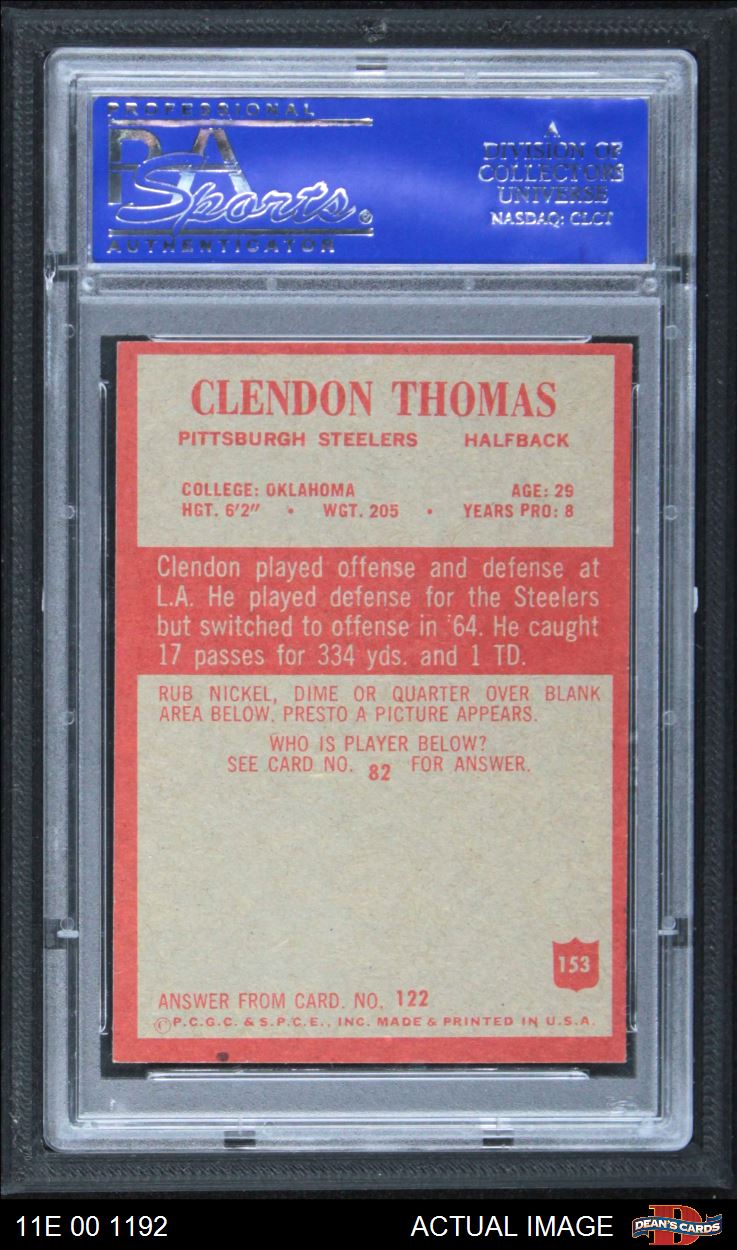 PROFESSIONAL
PSA
Sports®
AUTHENTICATOR
A
DIVISION OF
COLLECTORS
UNIVERSE
NASDAQ: CLCT
CLENDON THOMAS
PITTSBURGH STEELERS HALFBACK
COLLEGE: OKLAHOMA AGE: 29
HGT. 6'2" • WGT. 205 • YEARS PRO: 8
Clendon played offense and defense at
L.A. He played defense for the Steelers
but switched to offense in '64. He caught
17 passes for 334 yds. and 1 TD.
RUB NICKEL, DIME OR QUARTER OVER BLANK
AREA BELOW. PRESTO A PICTURE APPEARS.
WHO IS PLAYER BELOW?
SEE CARD NO. 82 FOR ANSWER.
153
ANSWER FROM CARD. NO. 122
©P.C.G.C. & S.P.C.E., INC. MADE & PRINTED IN U.S.A.
11E 00 1192
ACTUAL IMAGE
D
DEAN'S CARDS